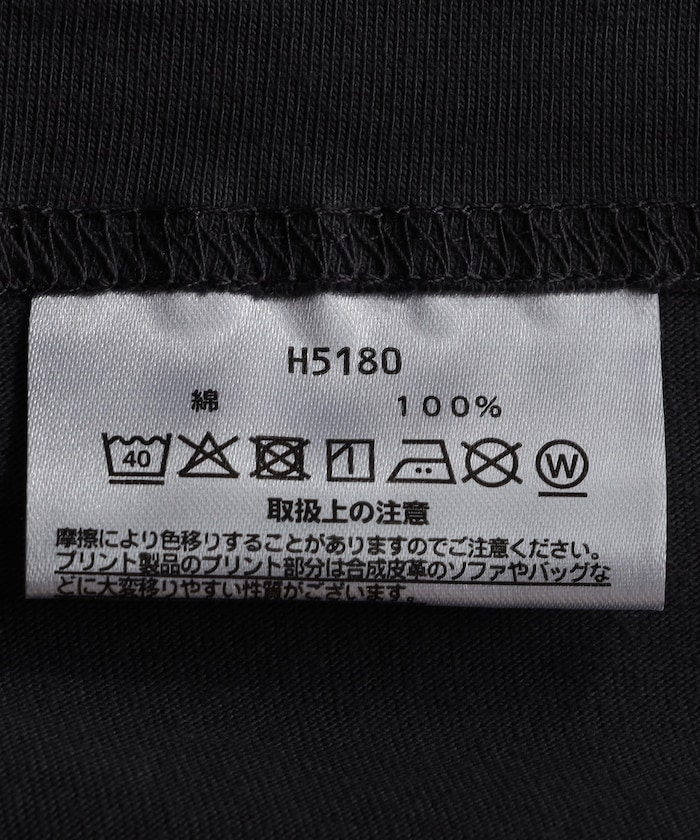 H5180
綿 100%
40 W
取扱上の注意
摩擦により色移りすることがありますのでご注意ください。
プリント製品のプリント部分は合成皮革のソファやバッグな
どに大変移りやすい性質がございます。